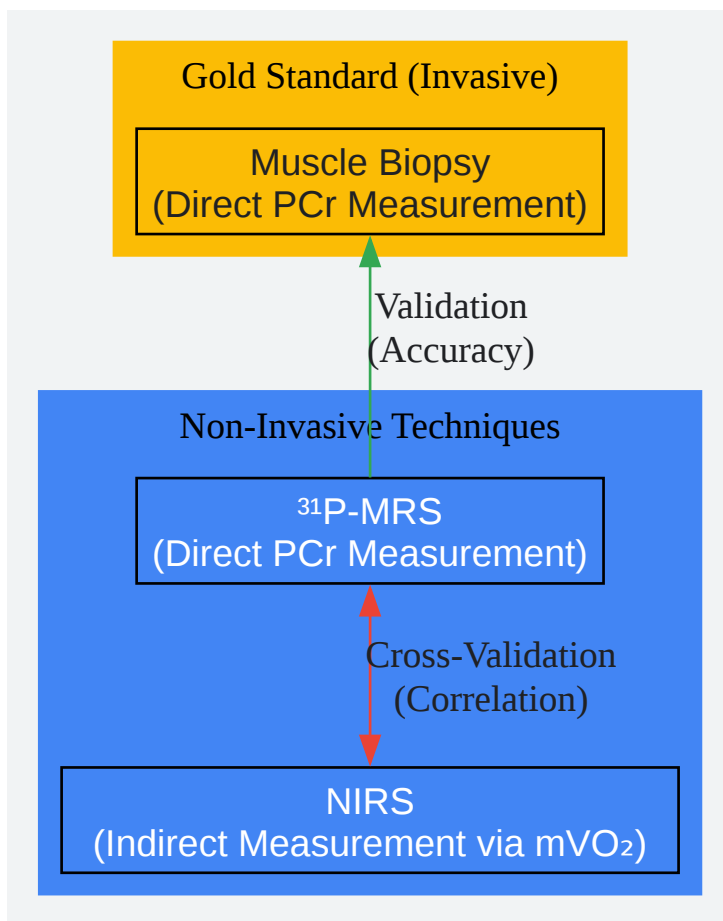 Gold Standard (Invasive)
Muscle Biopsy
(Direct PCr Measurement)
Validation
(Accuracy)
Non-Invasive Techniques
³¹P-MRS
(Direct PCr Measurement)
Cross-Validation
(Correlation)
NIRS
(Indirect Measurement via mVO₂)